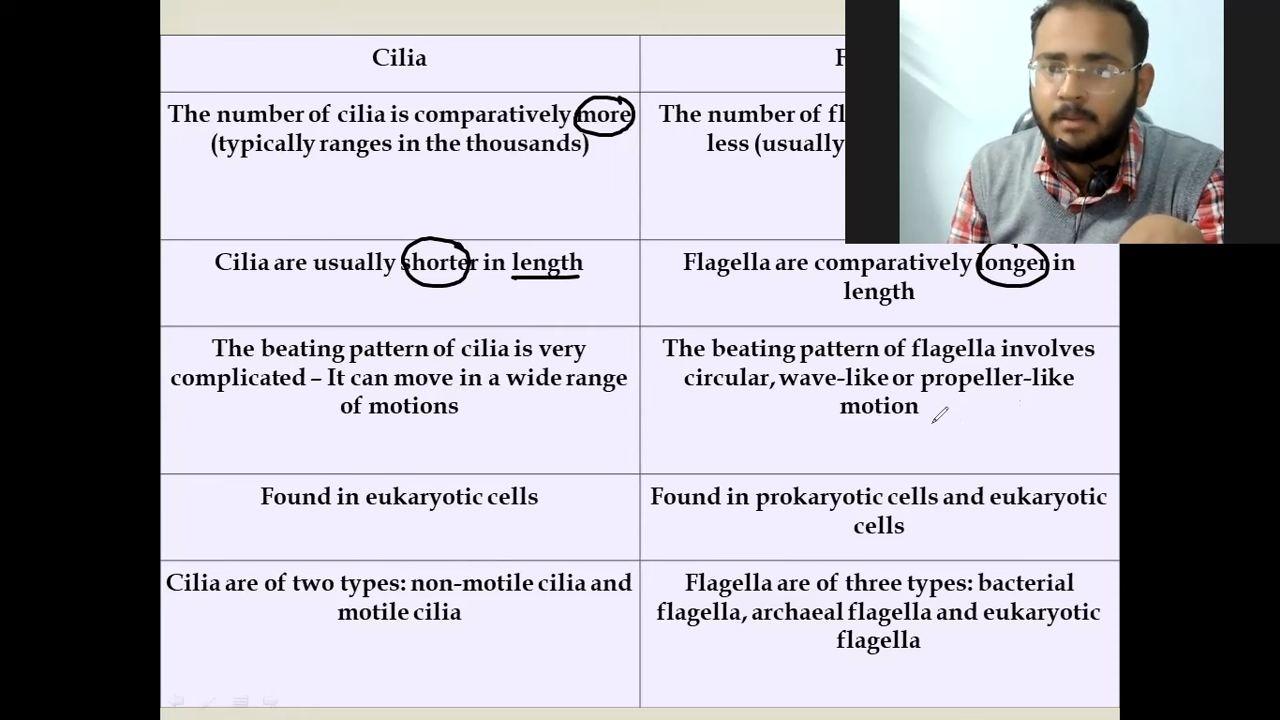 Cilia
The number of cilia is comparatively more
(typically ranges in the thousands)
The number of
less (usually
Cilia are usually shorter in length
Flagella are comparatively longer in
length
The beating pattern of cilia is very
complicated – It can move in a wide range
of motions
The beating pattern of flagella involves
circular, wave-like or propeller-like
motion
Found in eukaryotic cells
Found in prokaryotic cells and eukaryotic
cells
Cilia are of two types: non-motile cilia and
motile cilia
Flagella are of three types: bacterial
flagella, archaeal flagella and eukaryotic
flagella